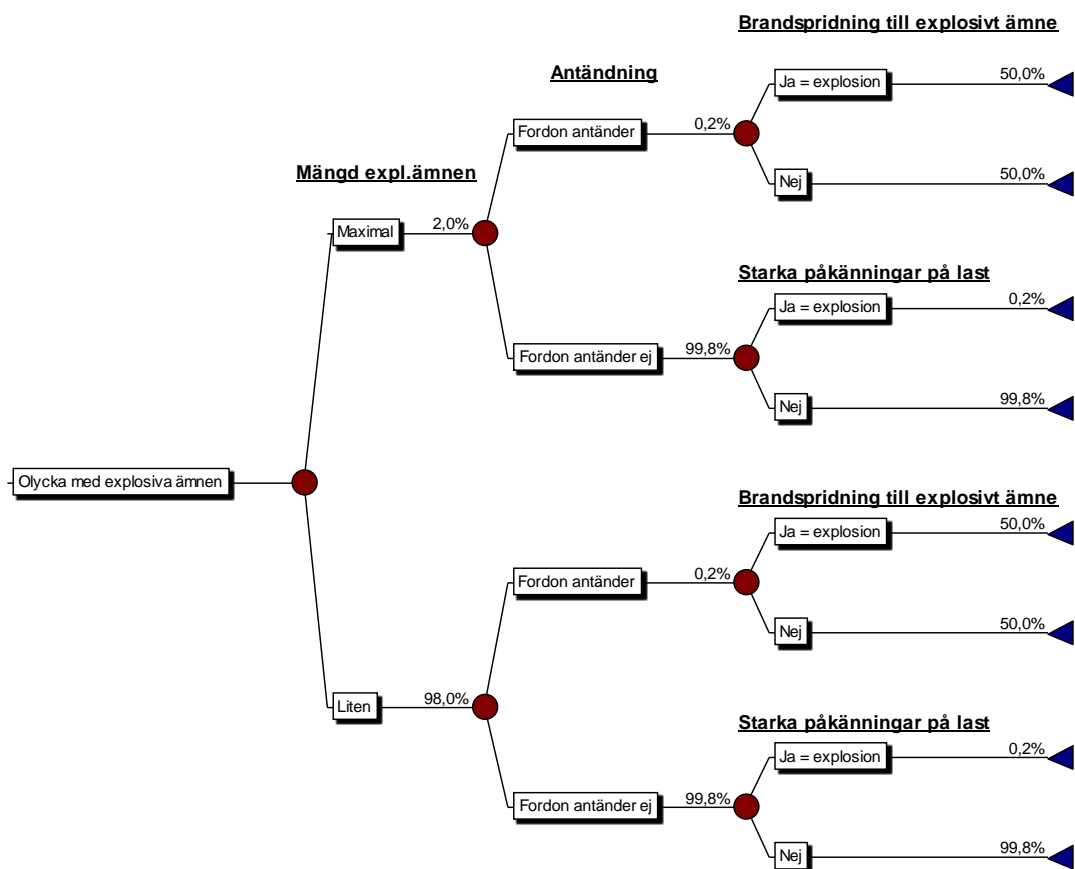 Brandspridning till explosivt ämne
Antändning
Ja = explosion 50,0%
Fordon antänder 0,2%
Mängd expl.ämnen
Nej 50,0%
Maximal 2,0%
Starka påkänningar på last
Ja = explosion 0,2%
Fordon antänder ej 99,8%
Nej 99,8%
Olycka med explosiva ämnen
Brandspridning till explosivt ämne
Ja = explosion 50,0%
Fordon antänder 0,2%
Nej 50,0%
Liten 98,0%
Starka påkänningar på last
Ja = explosion 0,2%
Fordon antänder ej 99,8%
Nej 99,8%